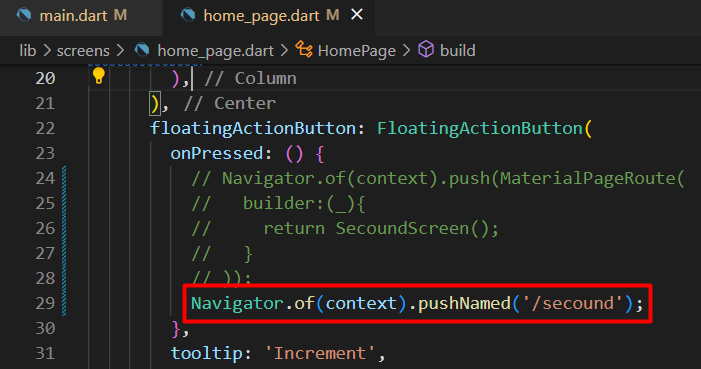 main.dart M home_page.dart M
lib > screens > home_page.dart > HomePage > build
20 ), // Column
21 ), // Center
22 floatingActionButton: FloatingActionButton(
23 onPressed: () {
24 // Navigator.of(context).push(MaterialPageRoute(
25 //   builder:(_){
26 //     return SecoundScreen();
27 //   }
28 // ));
29 Navigator.of(context).pushNamed('/secound');
30 },
31 tooltip: 'Increment',